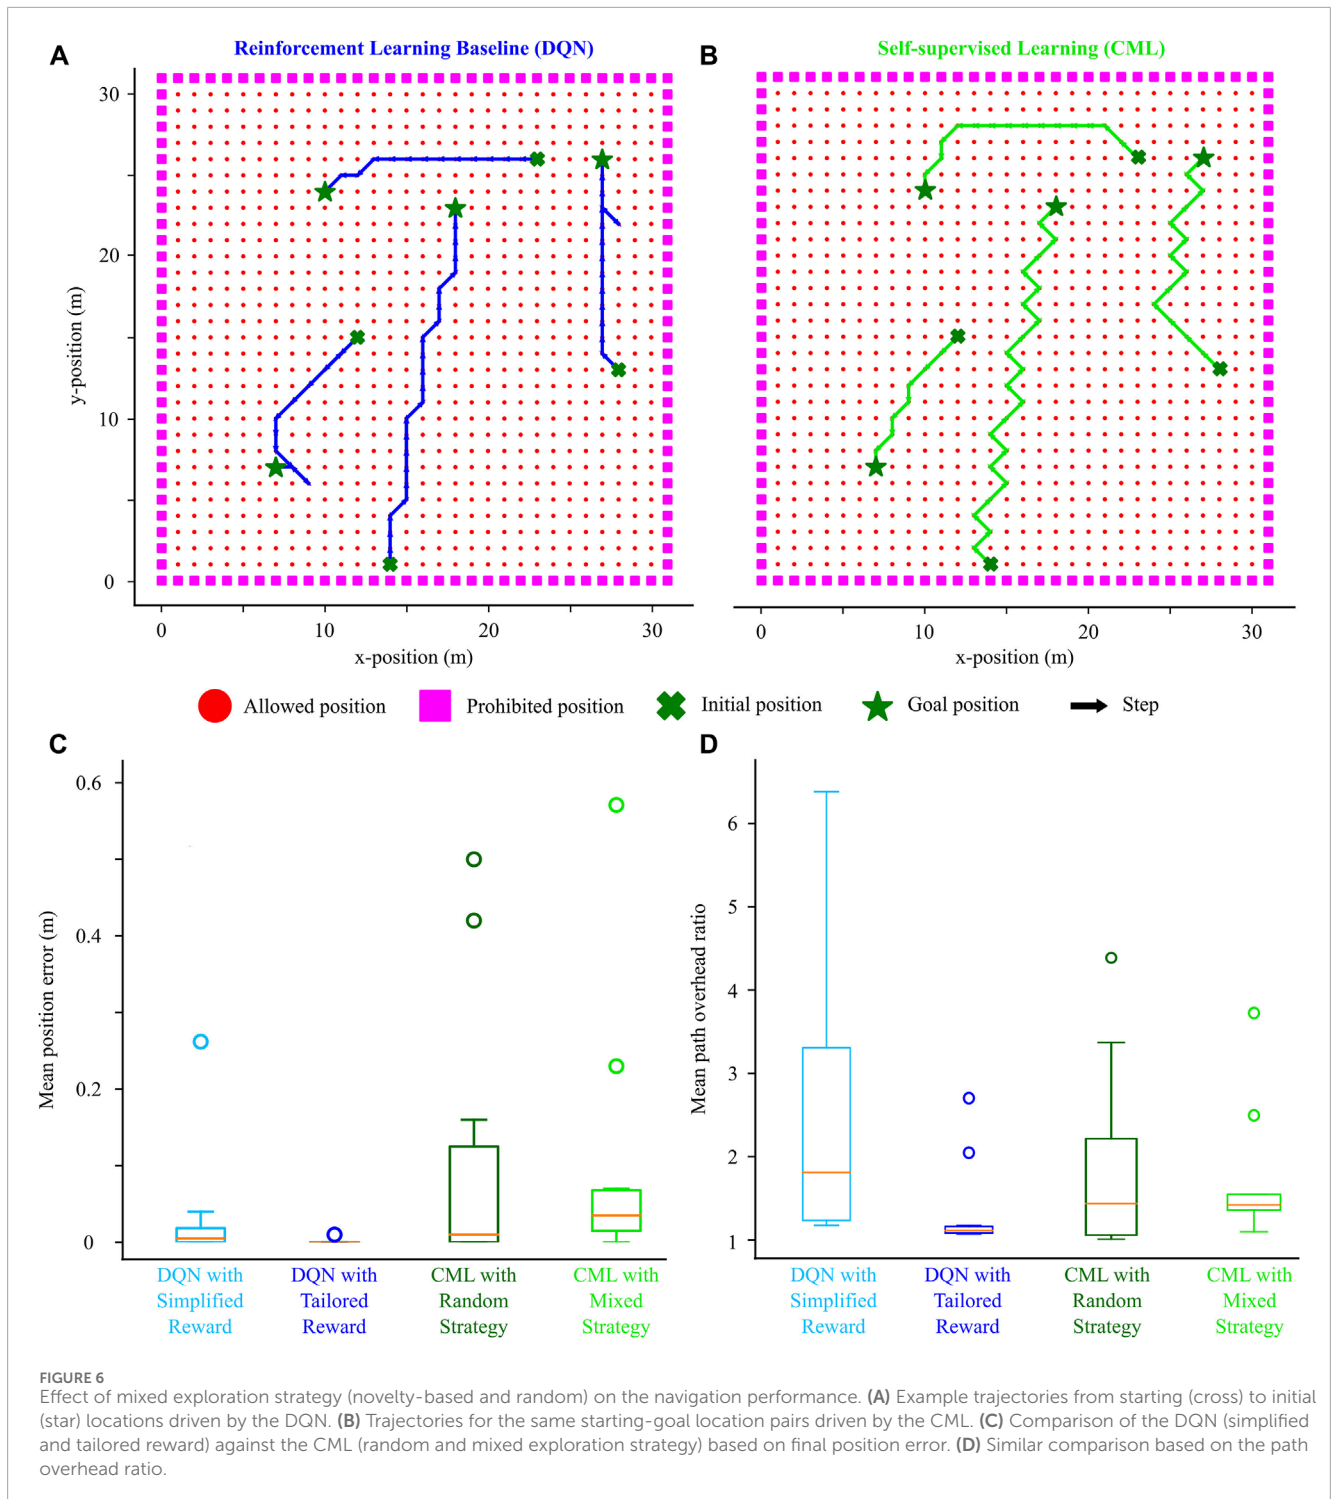 A
Reinforcement Learning Baseline (DQN)
30
20
10
0
y-position (m)
0
10
20
30
x-position (m)
B
Self-supervised Learning (CML)
0
10
20
30
x-position (m)
Allowed position
Prohibited position
Initial position
Goal position
Step
C
0.6
0.4
0.2
0
Mean position error (m)
DQN with
Simplified
Reward
DQN with
Tailored
Reward
CML with
Random
Strategy
CML with
Mixed
Strategy
D
6
5
4
3
2
1
Mean path overhead ratio
DQN with
Simplified
Reward
DQN with
Tailored
Reward
CML with
Random
Strategy
CML with
Mixed
Strategy
FIGURE 6
Effect of mixed exploration strategy (novelty-based and random) on the navigation performance. (A) Example trajectories from starting (cross) to initial
(star) locations driven by the DQN. (B) Trajectories for the same starting-goal location pairs driven by the CML. (C) Comparison of the DQN (simplified
and tailored reward) against the CML (random and mixed exploration strategy) based on final position error. (D) Similar comparison based on the path
overhead ratio.